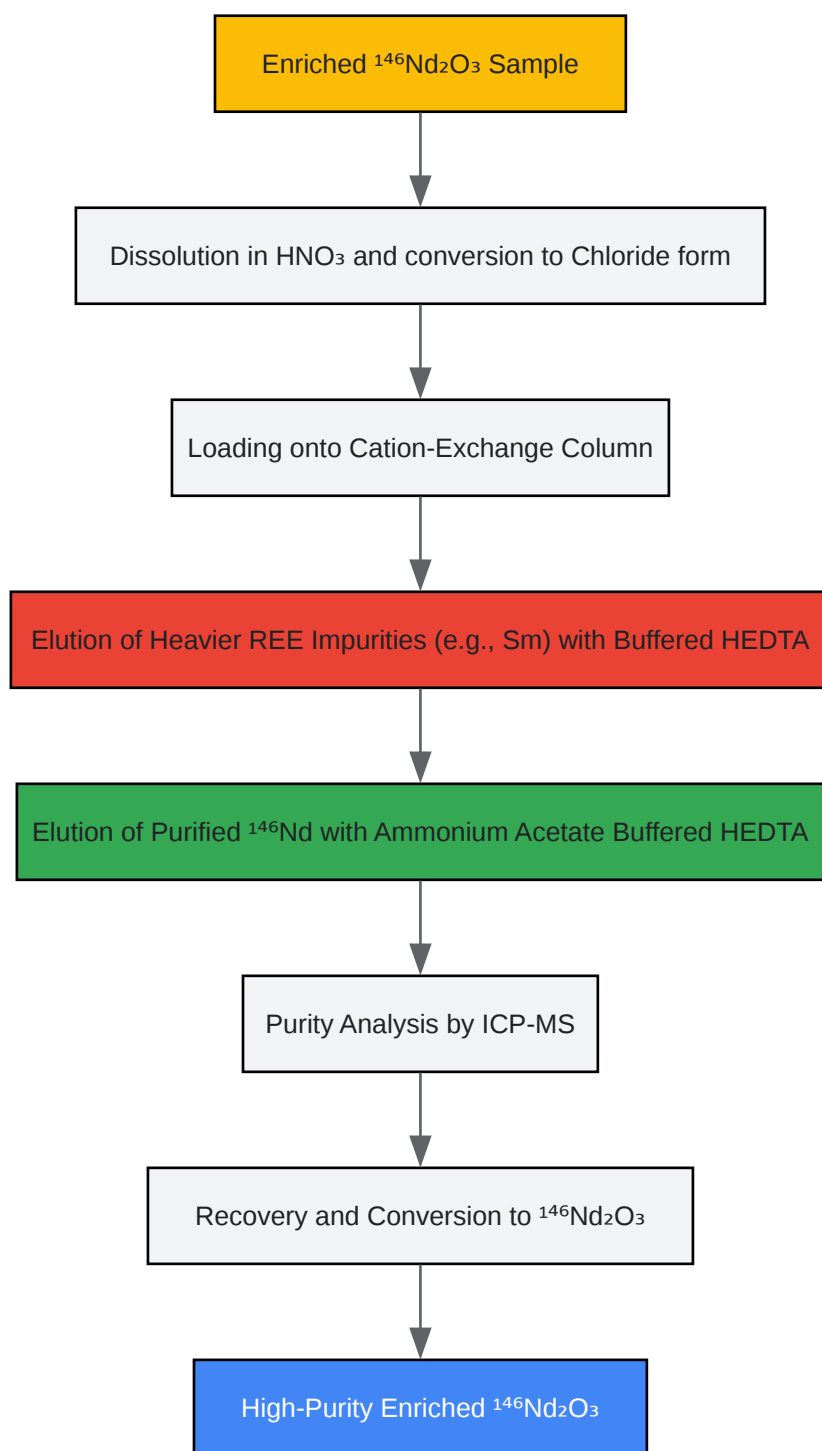 Enriched ¹⁴⁶Nd₂O₃ Sample
Dissolution in HNO₃ and conversion to Chloride form
Loading onto Cation-Exchange Column
Elution of Heavier REE Impurities (e.g., Sm) with Buffered HEDTA
Elution of Purified ¹⁴⁶Nd with Ammonium Acetate Buffered HEDTA
Purity Analysis by ICP-MS
Recovery and Conversion to ¹⁴⁶Nd₂O₃
High-Purity Enriched ¹⁴⁶Nd₂O₃